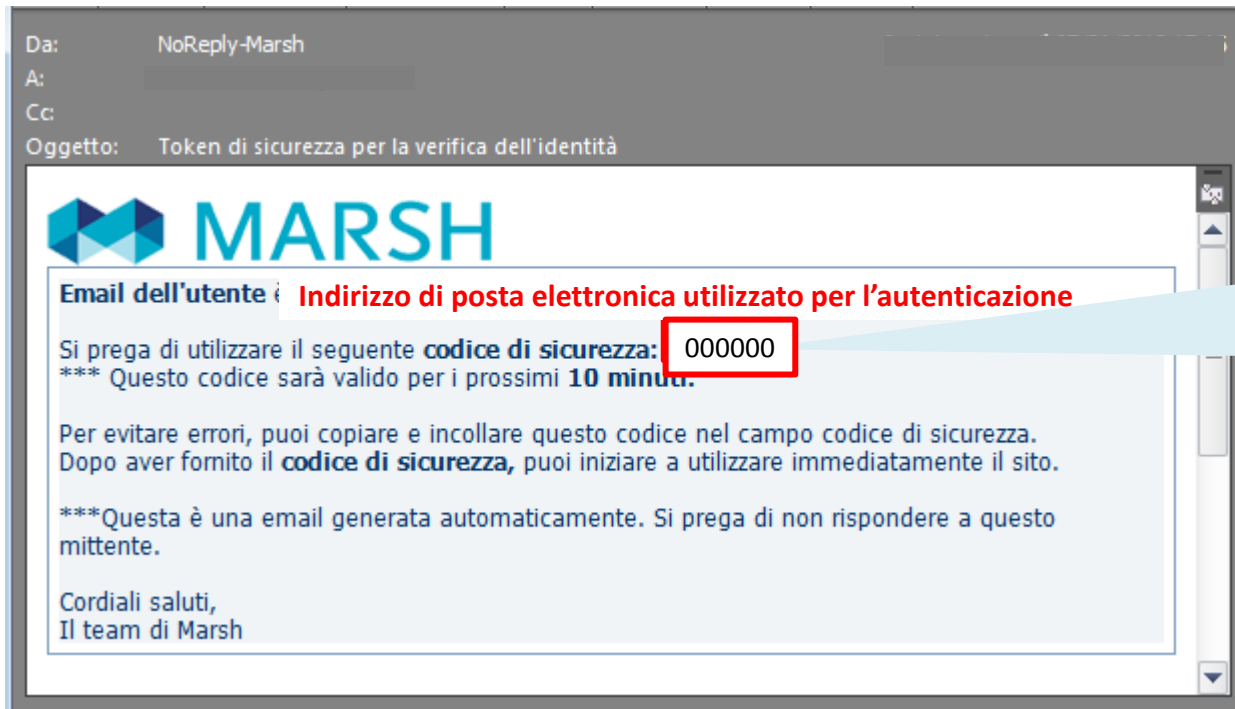 Da: NoReply-Marsh
A:
Cc:
Oggetto: Token di sicurezza per la verifica dell'identità
MARSH
Email dell'utente è Indirizzo di posta elettronica utilizzato per l’autenticazione
Si prega di utilizzare il seguente codice di sicurezza: 000000
*** Questo codice sarà valido per i prossimi 10 minuti.
Per evitare errori, puoi copiare e incollare questo codice nel campo codice di sicurezza.
Dopo aver fornito il codice di sicurezza, puoi iniziare a utilizzare immediatamente il sito.
***Questa è una email generata automaticamente. Si prega di non rispondere a questo
mittente.
Cordiali saluti,
Il team di Marsh